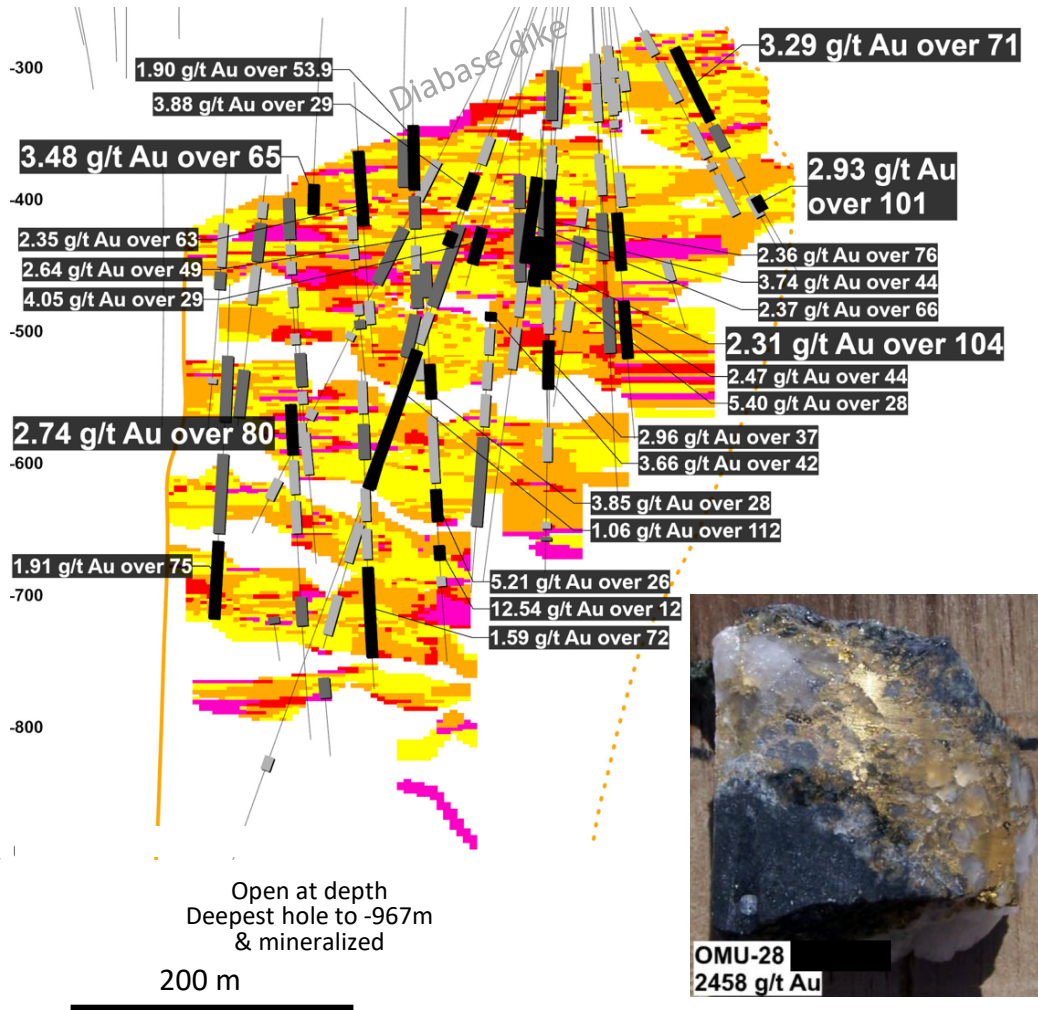 Diabase dike
-300
-400
-500
-600
-700
-800
3.29 g/t Au over 71
1.90 g/t Au over 53.9
3.88 g/t Au over 29
3.48 g/t Au over 65
2.93 g/t Au
over 101
2.35 g/t Au over 63
2.64 g/t Au over 49
4.05 g/t Au over 29
2.36 g/t Au over 76
3.74 g/t Au over 44
2.37 g/t Au over 66
2.31 g/t Au over 104
2.47 g/t Au over 44
5.40 g/t Au over 28
2.74 g/t Au over 80
2.96 g/t Au over 37
3.66 g/t Au over 42
3.85 g/t Au over 28
1.06 g/t Au over 112
1.91 g/t Au over 75
5.21 g/t Au over 26
12.54 g/t Au over 12
1.59 g/t Au over 72
Open at depth
Deepest hole to -967m
& mineralized
200 m
OMU-28
2458 g/t Au